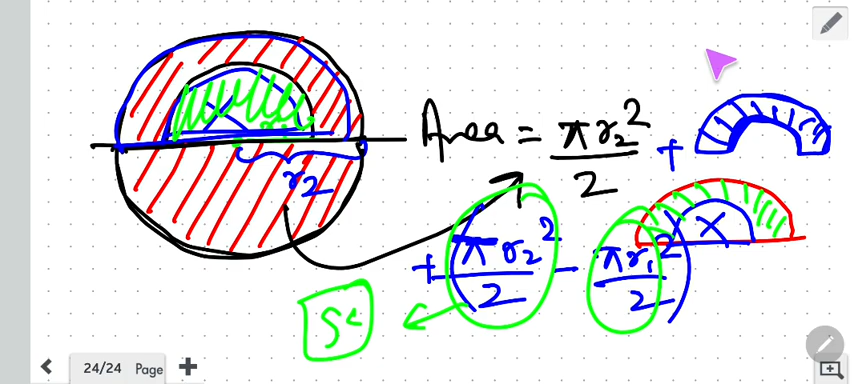 r₂
Area = πr₂²/2 +
+ (πr₂²/2 - πr₁²/2)
24/24 Page